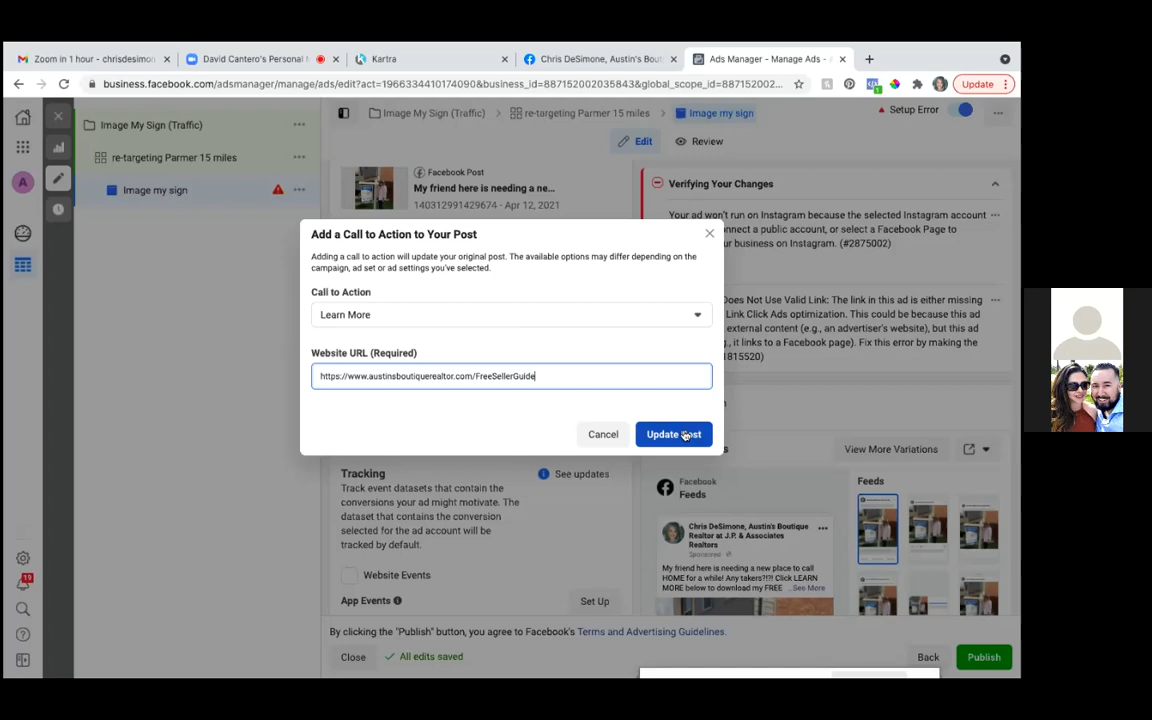 Zoom in 1 hour - chrisdesimon
David Cantero's Personal
Kartra
Chris DeSimone, Austin's Bout
Ads Manager - Manage Ads -
business.facebook.com/adsmanager/manage/ads/edit?act=1966334410174090&business_id=887152002035843&global_scope_id=8871522...
Update
Image My Sign (Traffic)
re-targeting Parmer 15 miles
Image my sign
Image My Sign (Traffic)
re-targeting Parmer 15 miles
Image my sign
Setup Error
Edit
Review
A
19
Facebook Post
My friend here is needing a ne...
140312991429674 - Apr 12, 2021
Verifying Your Changes
Your ad won't run on Instagram because the selected Instagram account
onnect a public account, or select a Facebook Page to
ur business on Instagram. (#2875002)
Does Not Use Valid Link: The link in this ad is either missing
Link Click Ads optimization. This could be because this ad
external content (e.g., an advertiser's website), but this ad
, it links to a Facebook page). Fix this error by making the
1815520)
Add a Call to Action to Your Post
Adding a call to action will update your original post. The available options may differ depending on the
campaign, ad set or ad settings you've selected.
Call to Action
Learn More
Website URL (Required)
https://www.austinsboutiquerealtor.com/FreeSellerGuide
Cancel
Update Post
Tracking
See updates
Track event datasets that contain the
conversions your ad might motivate. The
dataset that contains the conversion
selected for the ad account will be
tracked by default.
Website Events
App Events
Set Up
View More Variations
Facebook
Feeds
Feeds
Chris DeSimone, Austin's Boutique
Realtor at J.P. & Associates
Realtors
Sponsored
My friend here is needing a new place to call
HOME for a while! Any takers?!?! Click LEARN
MORE below to download my FREE ...See More
By clicking the "Publish" button, you agree to Facebook's Terms and Advertising Guidelines.
Close
All edits saved
Back
Publish